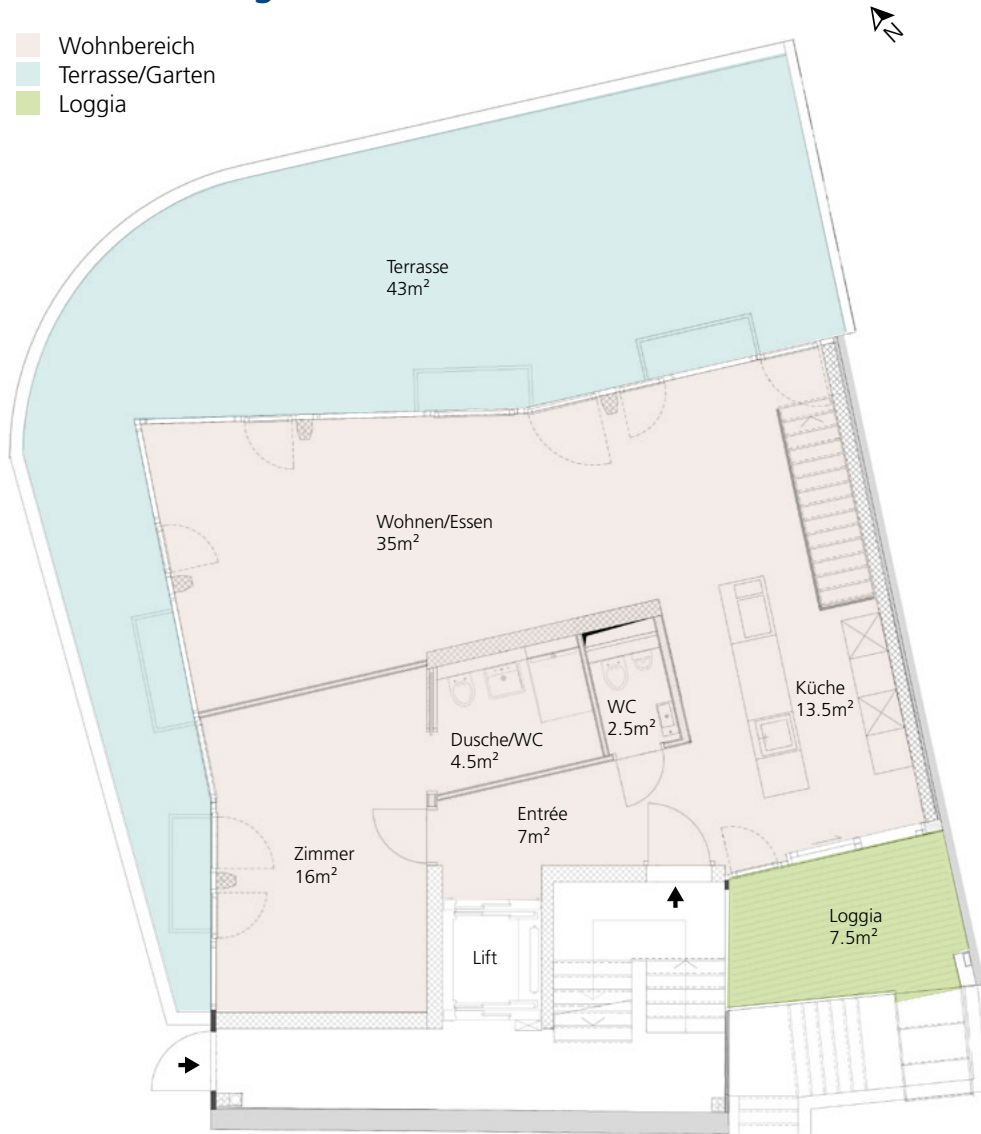 Wohnbereich
Terrasse/Garten
Loggia
N
Terrasse
43m²
Wohnen/Essen
35m²
Küche
13.5m²
WC
2.5m²
Dusche/WC
4.5m²
Entrée
7m²
Zimmer
16m²
Loggia
7.5m²
Lift